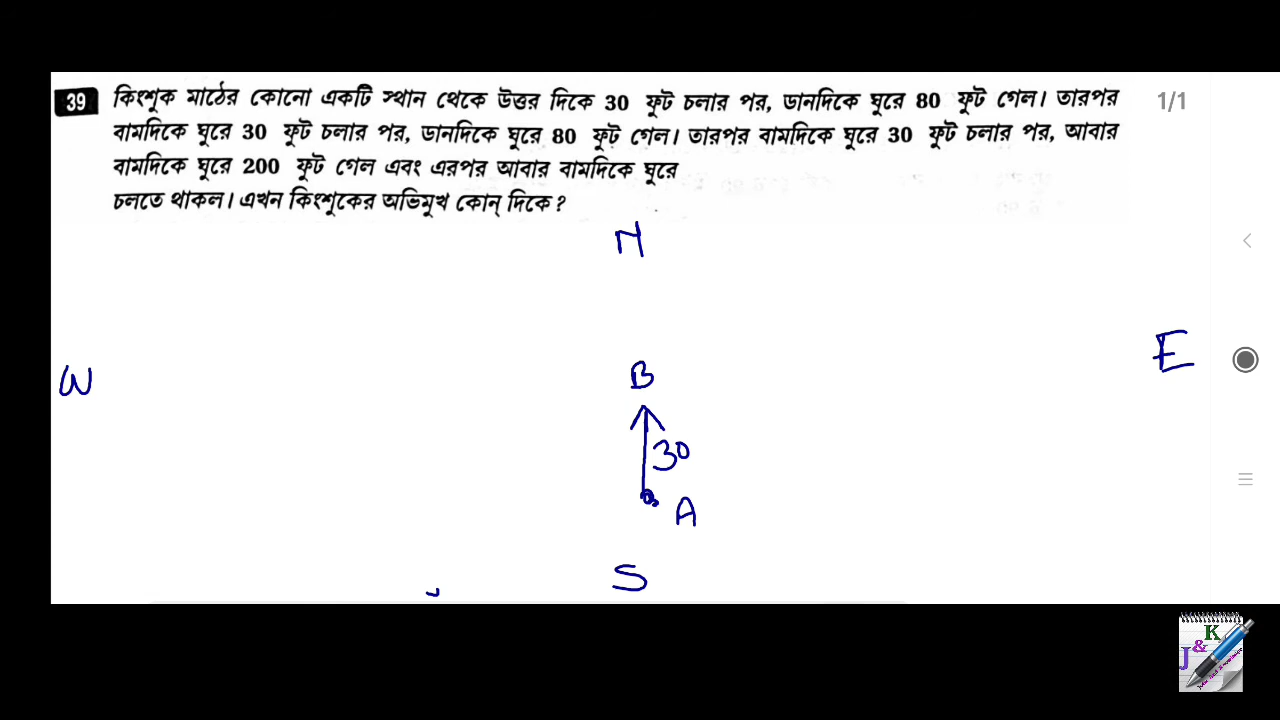 39 কিংশুক মাঠের কোনো একটি স্থান থেকে উত্তর দিকে 30 ফুট চলার পর, ডানদিকে ঘুরে 80 ফুট গেল। তারপর
বামদিকে ঘুরে 30 ফুট চলার পর, ডানদিকে ঘুরে 80 ফুট গেল। তারপর বামদিকে ঘুরে 30 ফুট চলার পর, আবার
বামদিকে ঘুরে 200 ফুট গেল এবং এরপর আবার বামদিকে ঘুরে
চলতে থাকল। এখন কিংশুকের অভিমুখ কোন্ দিকে?
1/1
N
E
W
B
30
A
S
J & K